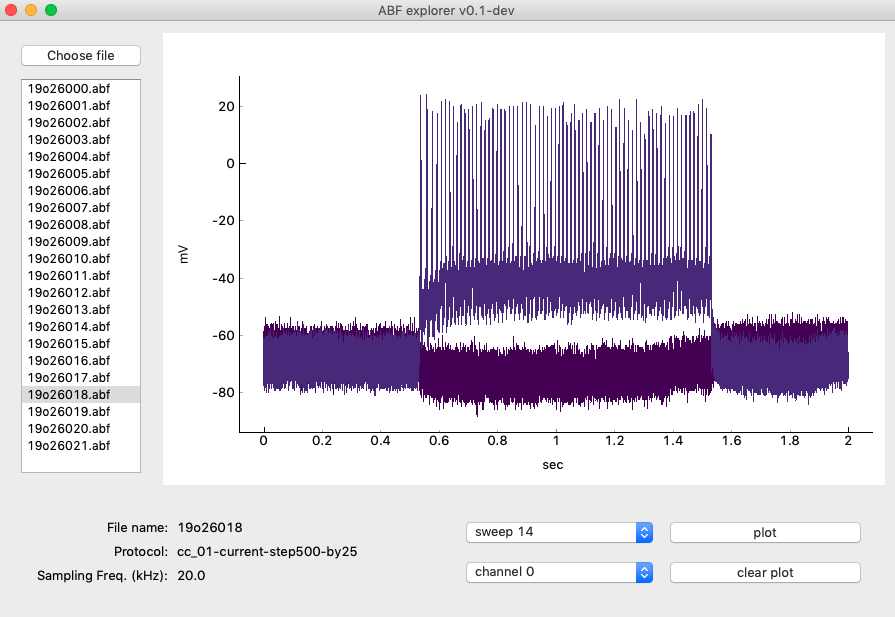 ABF explorer v0.1-dev
Choose file
19o26000.abf
19o26001.abf
19o26002.abf
19o26003.abf
19o26004.abf
19o26005.abf
19o26006.abf
19o26007.abf
19o26008.abf
19o26009.abf
19o26010.abf
19o26011.abf
19o26012.abf
19o26013.abf
19o26014.abf
19o26015.abf
19o26016.abf
19o26017.abf
19o26018.abf
19o26019.abf
19o26020.abf
19o26021.abf
20
0
-20
-40
-60
-80
mV
0 0.2 0.4 0.6 0.8 1 1.2 1.4 1.6 1.8 2
sec
File name: 19o26018
Protocol: cc_01-current-step500-by25
Sampling Freq. (kHz): 20.0
sweep 14
plot
channel 0
clear plot